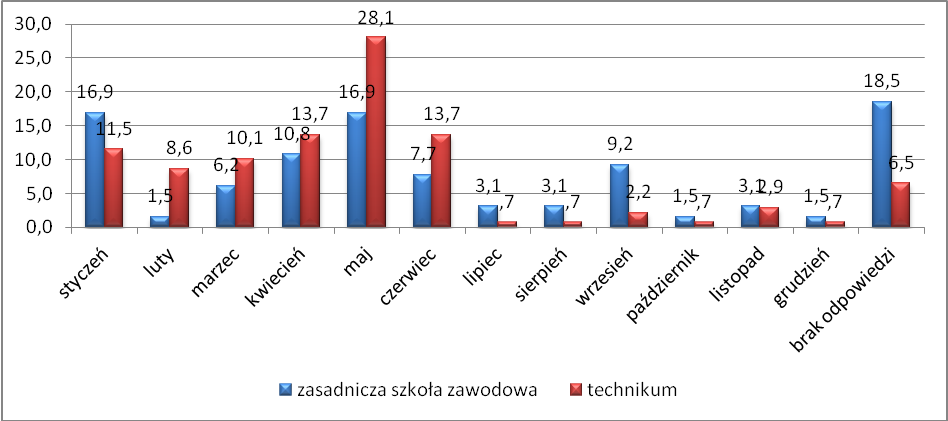 30,0
25,0
20,0
15,0
10,0
5,0
0,0
16,9
11,5
1,5
8,6
6,2
10,1
10,8
13,7
16,9
28,1
7,7
13,7
3,1
,7
3,1
,7
9,2
2,2
1,5
,7
3,1
2,9
1,5
,7
18,5
6,5
styczeń
luty
marzec
kwiecień
maj
czerwiec
lipiec
sierpień
wrzesień
październik
listopad
grudzień
brak odpowiedzi
zasadnicza szkoła zawodowa
technikum